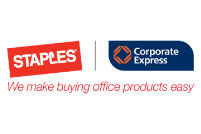 STAPLES
Corporate
Express
We make buying office products easy